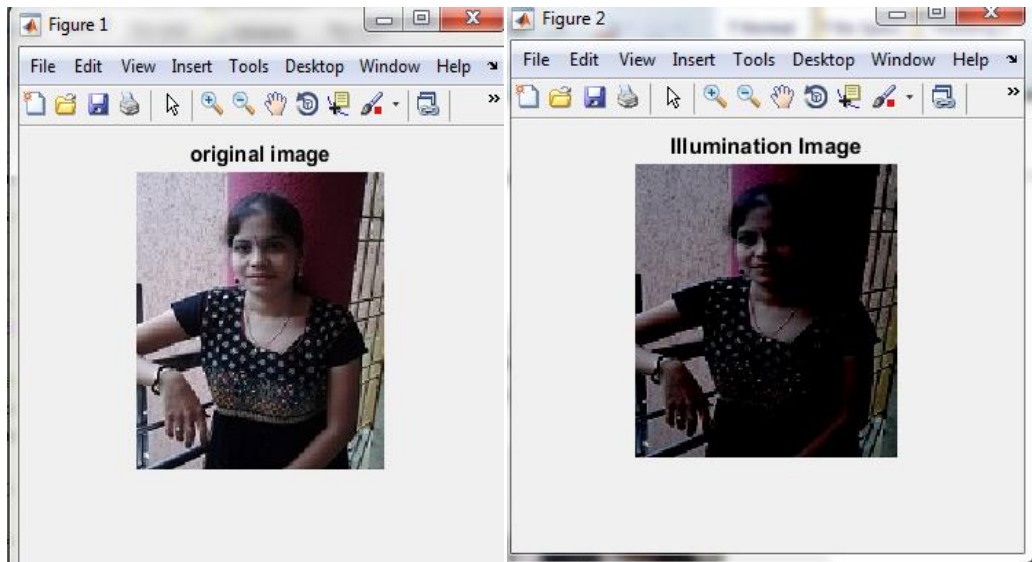 Figure 1
File Edit View Insert Tools Desktop Window Help
original image
Figure 2
File Edit View Insert Tools Desktop Window Help
Illumination Image